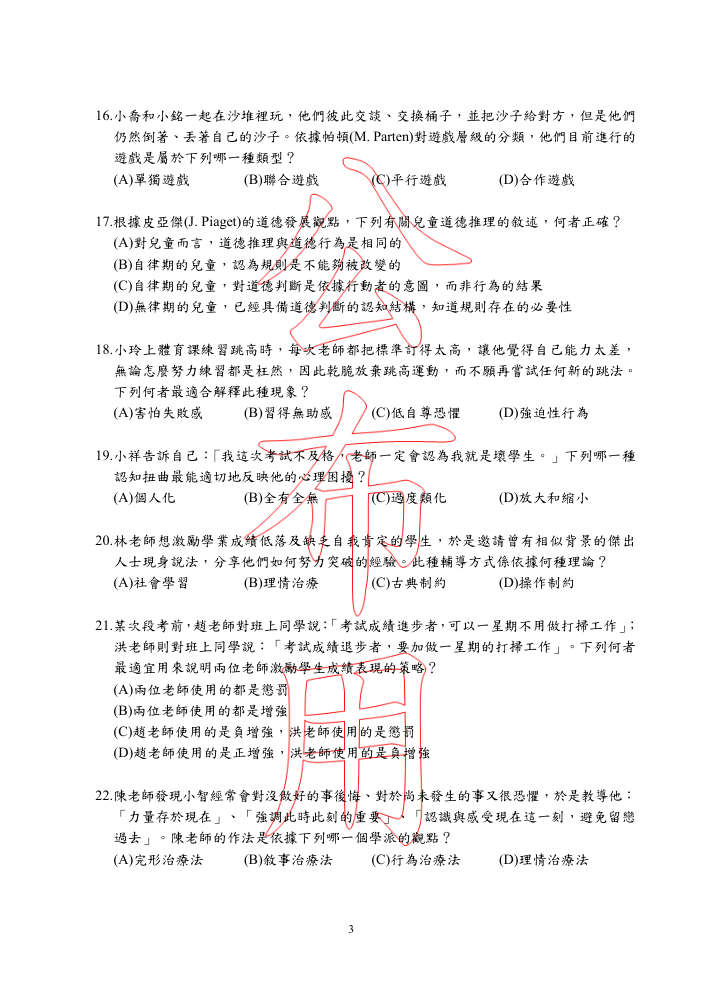 16.小喬和小銘一起在沙堆裡玩，他們彼此交談、交換桶子，並把沙子給對方，但是他們
仍然倒著、丟著自己的沙子。依據帕頓(M. Parten)對遊戲層級的分類，他們目前進行的
遊戲是屬於下列哪一種類型？
(A)單獨遊戲 (B)聯合遊戲 (C)平行遊戲 (D)合作遊戲
17.根據皮亞傑(J. Piaget)的道德發展觀點，下列有關兒童道德推理的敘述，何者正確？
(A)對兒童而言，道德推理與道德行為是相同的
(B)自律期的兒童，認為規則是不能夠被改變的
(C)自律期的兒童，對道德判斷是依據行動者的意圖，而非行為的結果
(D)無律期的兒童，已經具備道德判斷的認知結構，知道規則存在的必要性
18.小玲上體育課練習跳高時，每次老師都把標準訂得太高，讓他覺得自己能力太差，
無論怎麼努力練習都是枉然，因此乾脆放棄跳高運動，而不願再嘗試任何新的跳法。
下列何者最適合解釋此種現象？
(A)害怕失敗感 (B)習得無助感 (C)低自尊恐懼 (D)強迫性行為
19.小祥告訴自己：「我這次考試不及格，老師一定會認為我就是壞學生。」下列哪一種
認知扭曲最能適切地反映他的心理困擾？
(A)個人化 (B)全有全無 (C)過度類化 (D)放大和縮小
20.林老師想激勵學業成績低落及缺乏自我肯定的學生，於是邀請曾有相似背景的傑出
人士現身說法，分享他們如何努力突破的經驗。此種輔導方式係依據何種理論？
(A)社會學習 (B)理情治療 (C)古典制約 (D)操作制約
21.某次段考前，趙老師對班上同學說：「考試成績進步者，可以一星期不用做打掃工作」；
洪老師則對班上同學說：「考試成績退步者，要加做一星期的打掃工作」。下列何者
最適宜用來說明兩位老師激勵學生成績表現的策略？
(A)兩位老師使用的都是懲罰
(B)兩位老師使用的都是增強
(C)趙老師使用的是負增強，洪老師使用的是懲罰
(D)趙老師使用的是正增強，洪老師使用的是負增強
22.陳老師發現小智經常會對沒做好的事後悔、對於尚未發生的事又很恐懼，於是教導他：
「力量存於現在」、「強調此時此刻的重要」、「認識與感受現在這一刻，避免留戀
過去」。陳老師的作法是依據下列哪一個學派的觀點？
(A)完形治療法 (B)敘事治療法 (C)行為治療法 (D)理情治療法
3
公布用